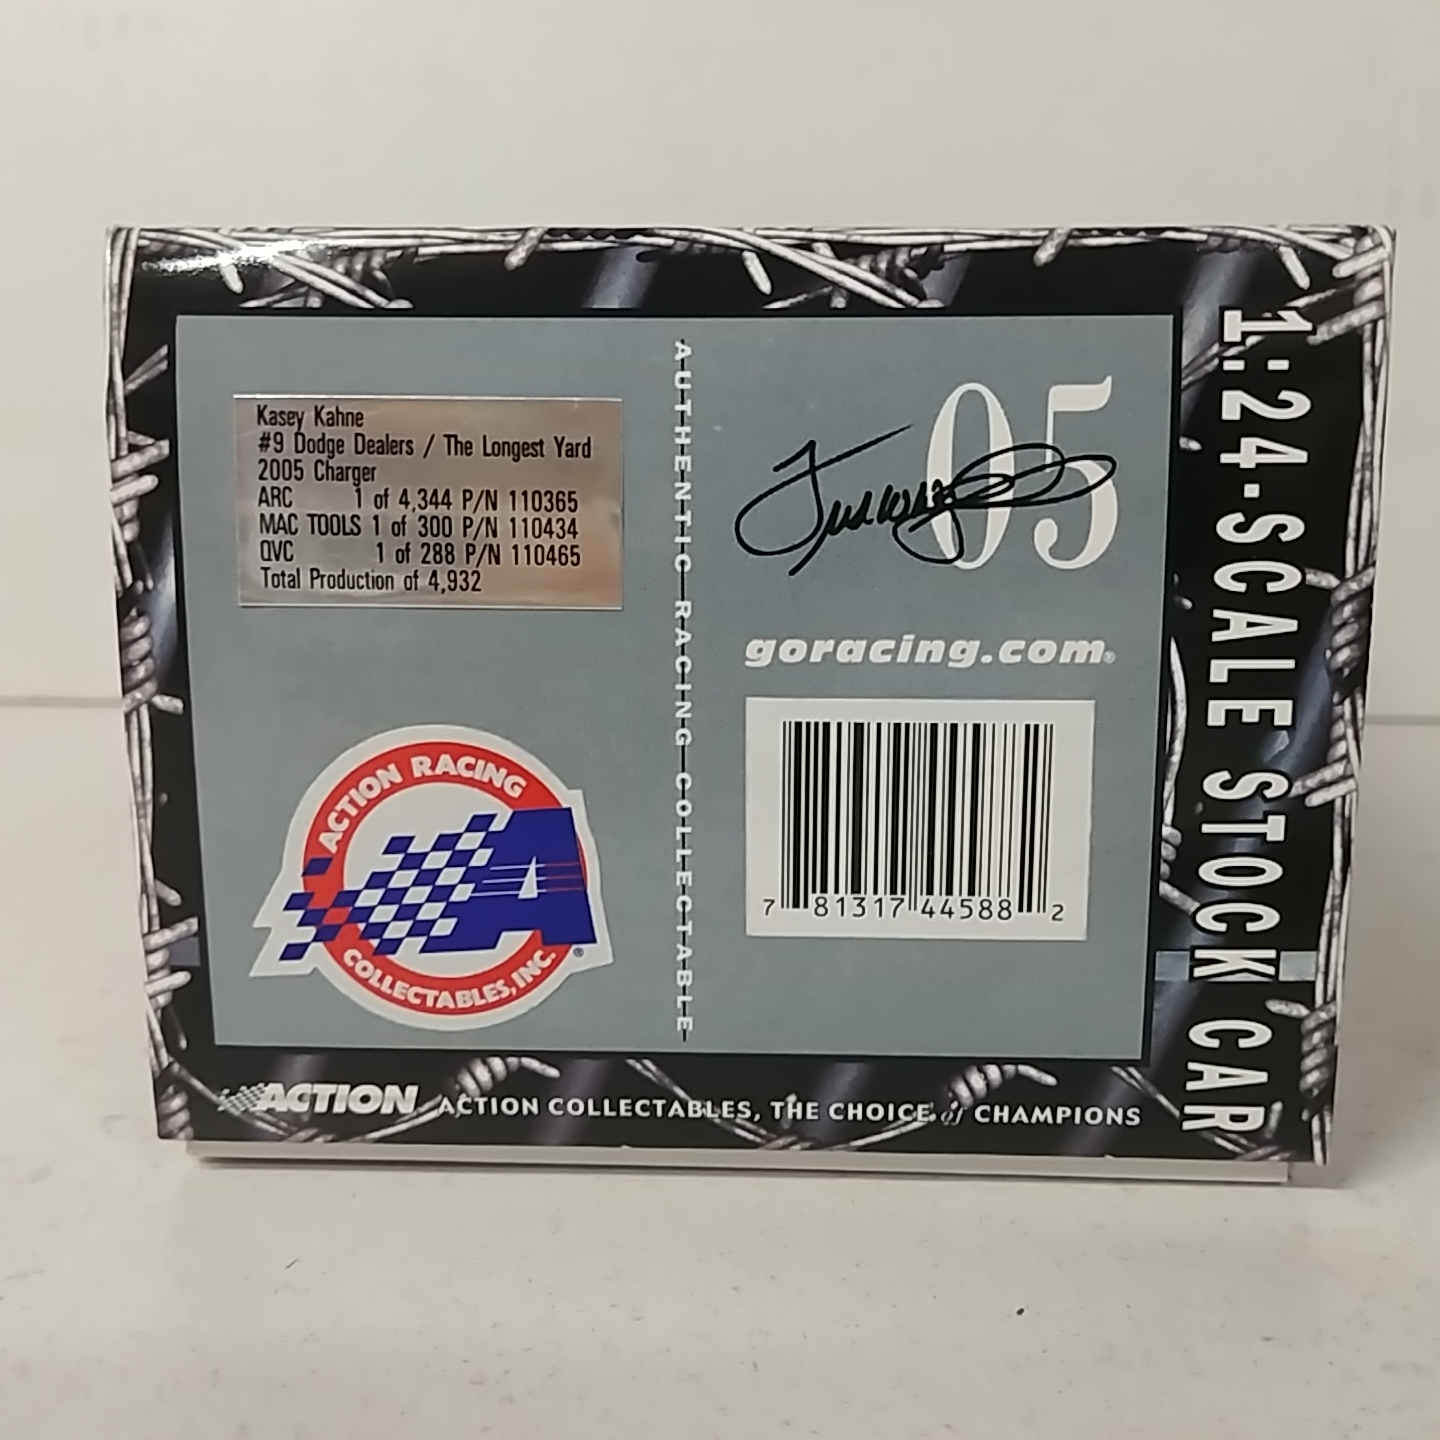 Kasey Kahne
#9 Dodge Dealers / The Longest Yard
2005 Charger
ARC 1 of 4,344 P/N 110365
MAC TOOLS 1 of 300 P/N 110434
QVC 1 of 288 P/N 110465
Total Production of 4,932
ACTION RACING
COLLECTABLES, INC.
A
®
AUTHENTIC RACING COLLECTABLE
05
goracing.com®
7 81317 44588 2
1:24-SCALE STOCK CAR
ACTION
ACTION COLLECTABLES, THE CHOICE of CHAMPIONS